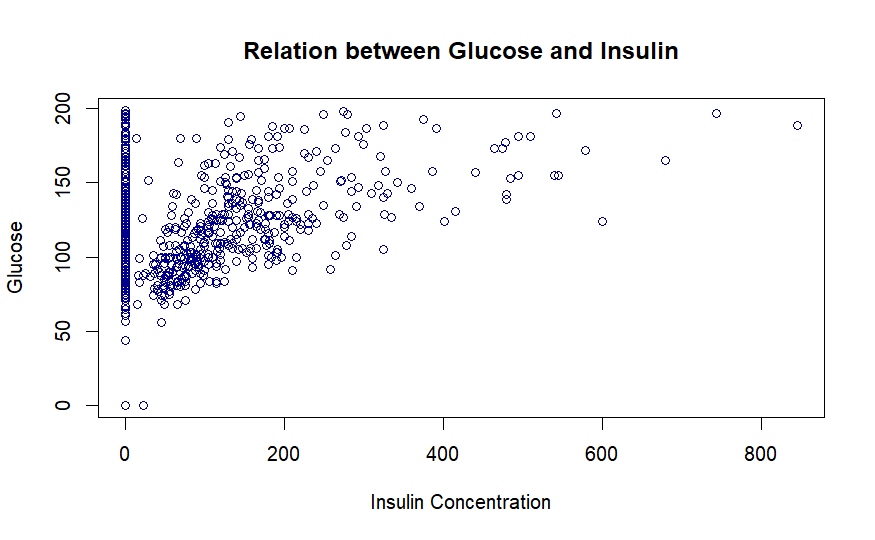 Relation between Glucose and Insulin
200
150
100
50
0
Glucose
0 200 400 600 800
Insulin Concentration